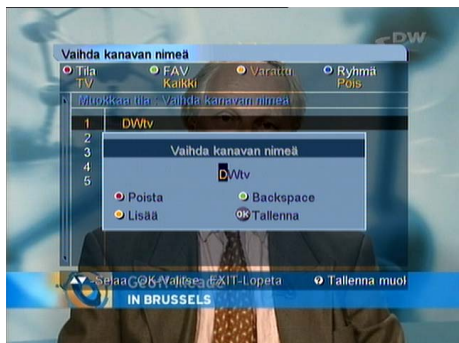 DW
Vaihda kanavan nimeä
Tila FAV Varattu Ryhmä
TV Kaikki Pois
Muokkaa tila : Vaihda kanavan nimeä
1 DWtv
2
3
4
5
Vaihda kanavan nimeä
DWtv
Poista Backspace
Lisää OK Tallenna
-Selaa OK-Valitse EXIT-Lopeta Tallenna muol
IN BRUSSELS